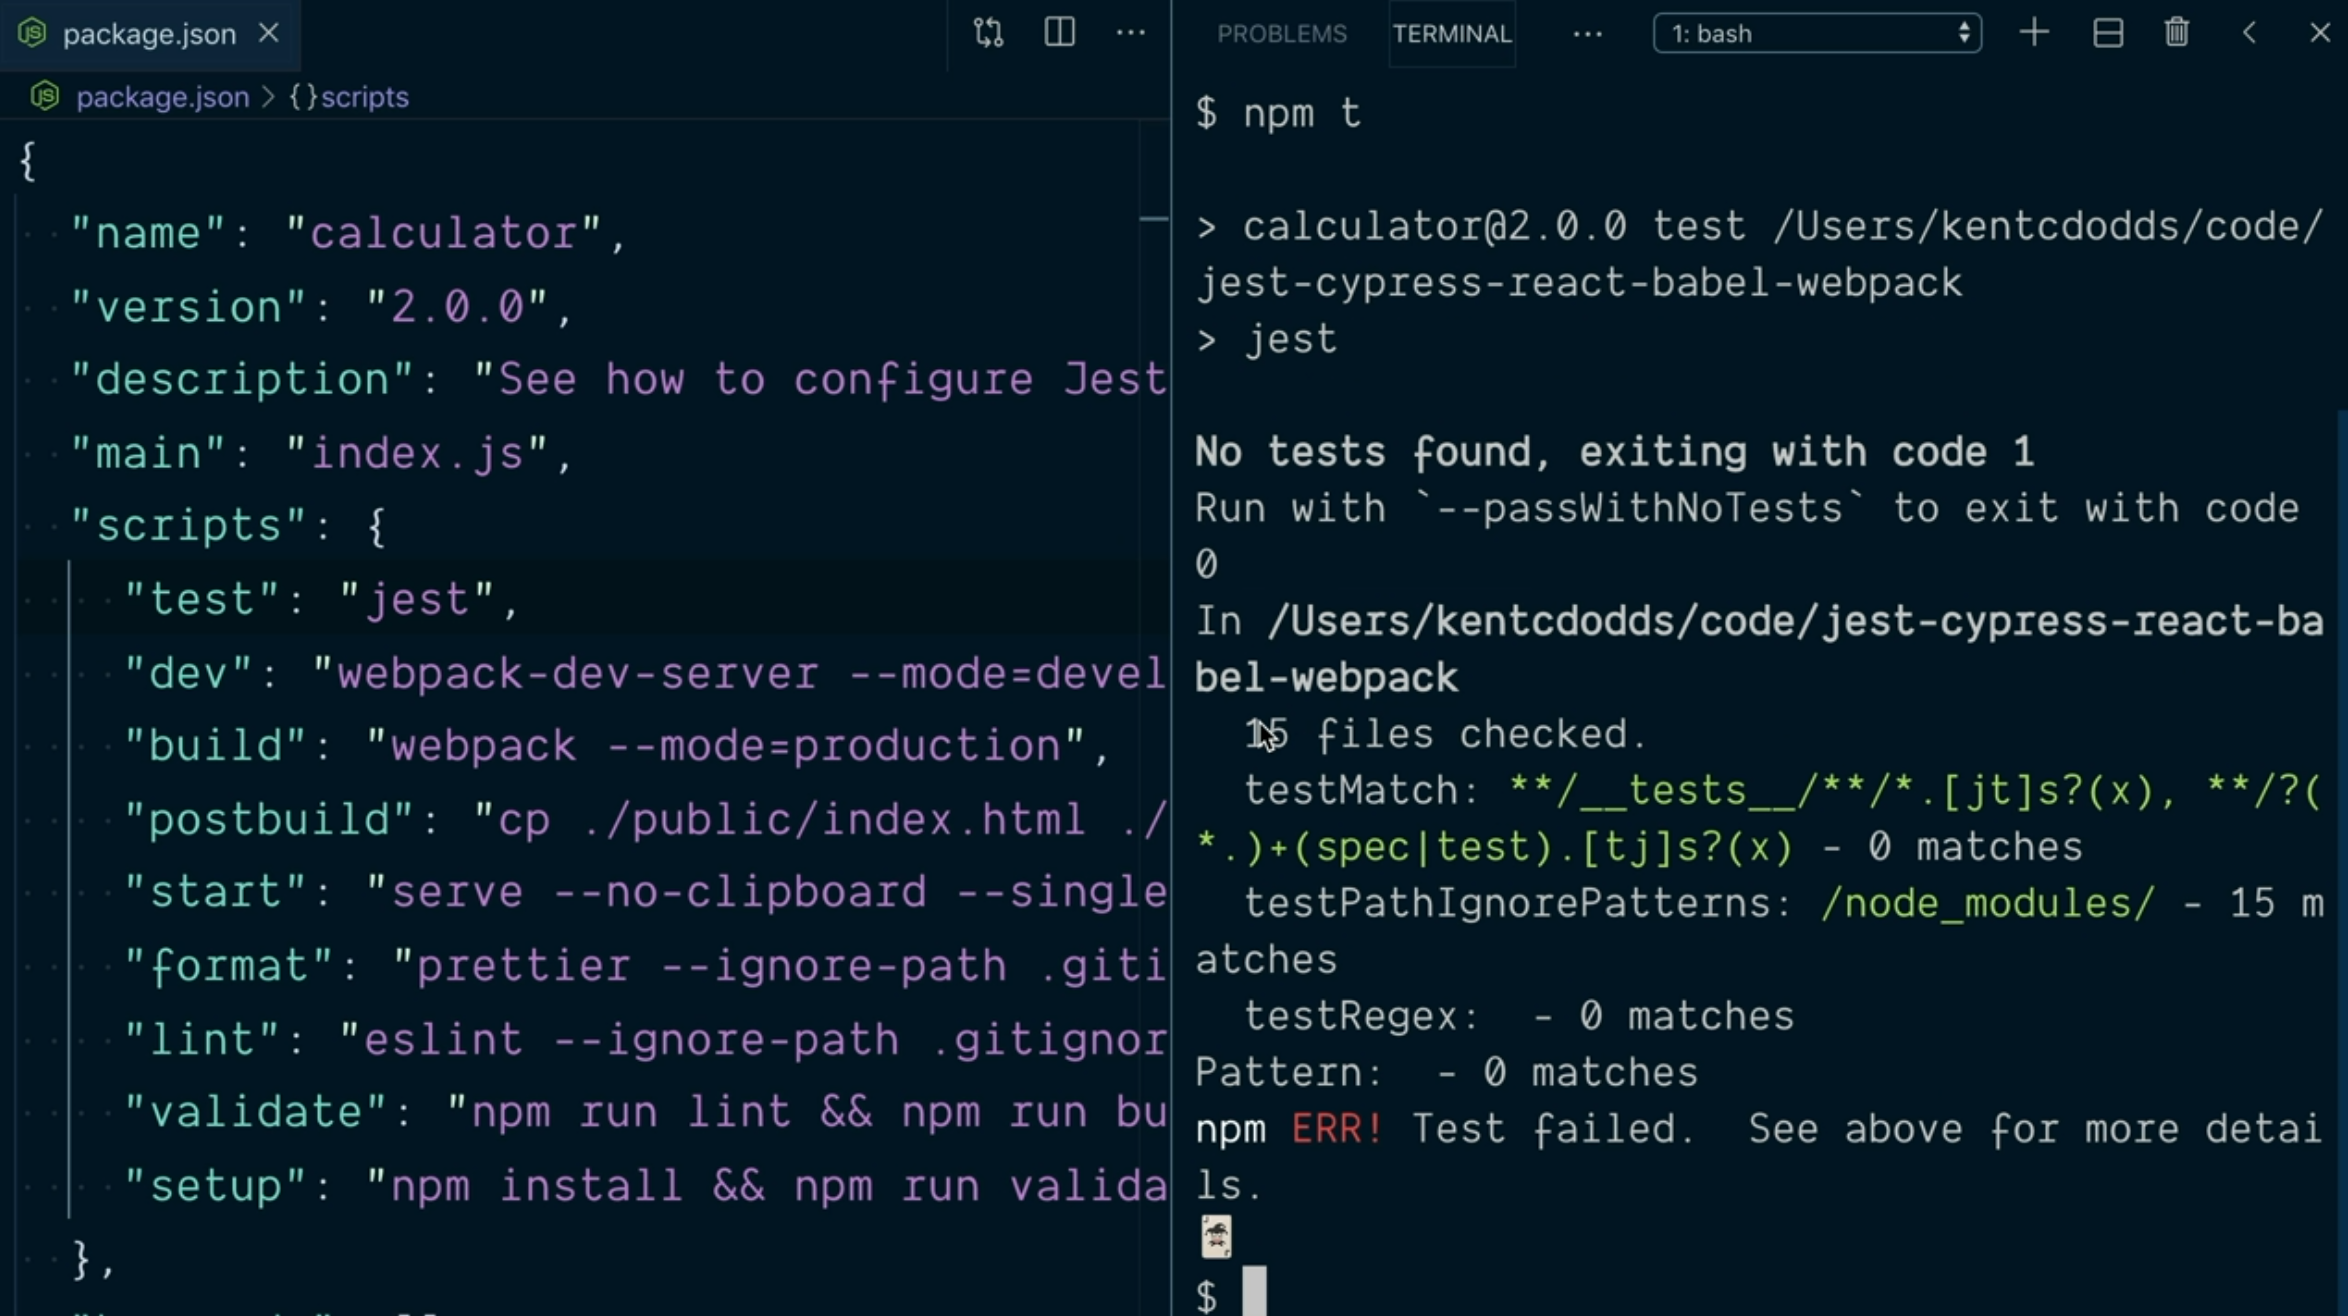 package.json
package.json > {} scripts
{
"name": "calculator",
"version": "2.0.0",
"description": "See how to configure Jest
"main": "index.js",
"scripts": {
"test": "jest",
"dev": "webpack-dev-server --mode=devel
"build": "webpack --mode=production",
"postbuild": "cp ./public/index.html ./
"start": "serve --no-clipboard --single
"format": "prettier --ignore-path .giti
"lint": "eslint --ignore-path .gitignor
"validate": "npm run lint && npm run bu
"setup": "npm install && npm run valida
},
PROBLEMS TERMINAL ··· 1: bash
$ npm t
> calculator@2.0.0 test /Users/kentcdodds/code/
jest-cypress-react-babel-webpack
> jest
No tests found, exiting with code 1
Run with `--passWithNoTests` to exit with code
0
In /Users/kentcdodds/code/jest-cypress-react-ba
bel-webpack
15 files checked.
testMatch: **/__tests__/**/*.[jt]s?(x), **/?(
*.)+(spec|test).[tj]s?(x) - 0 matches
testPathIgnorePatterns: /node_modules/ - 15 m
atches
testRegex:  - 0 matches
Pattern:  - 0 matches
npm ERR! Test failed.  See above for more detai
ls.
$